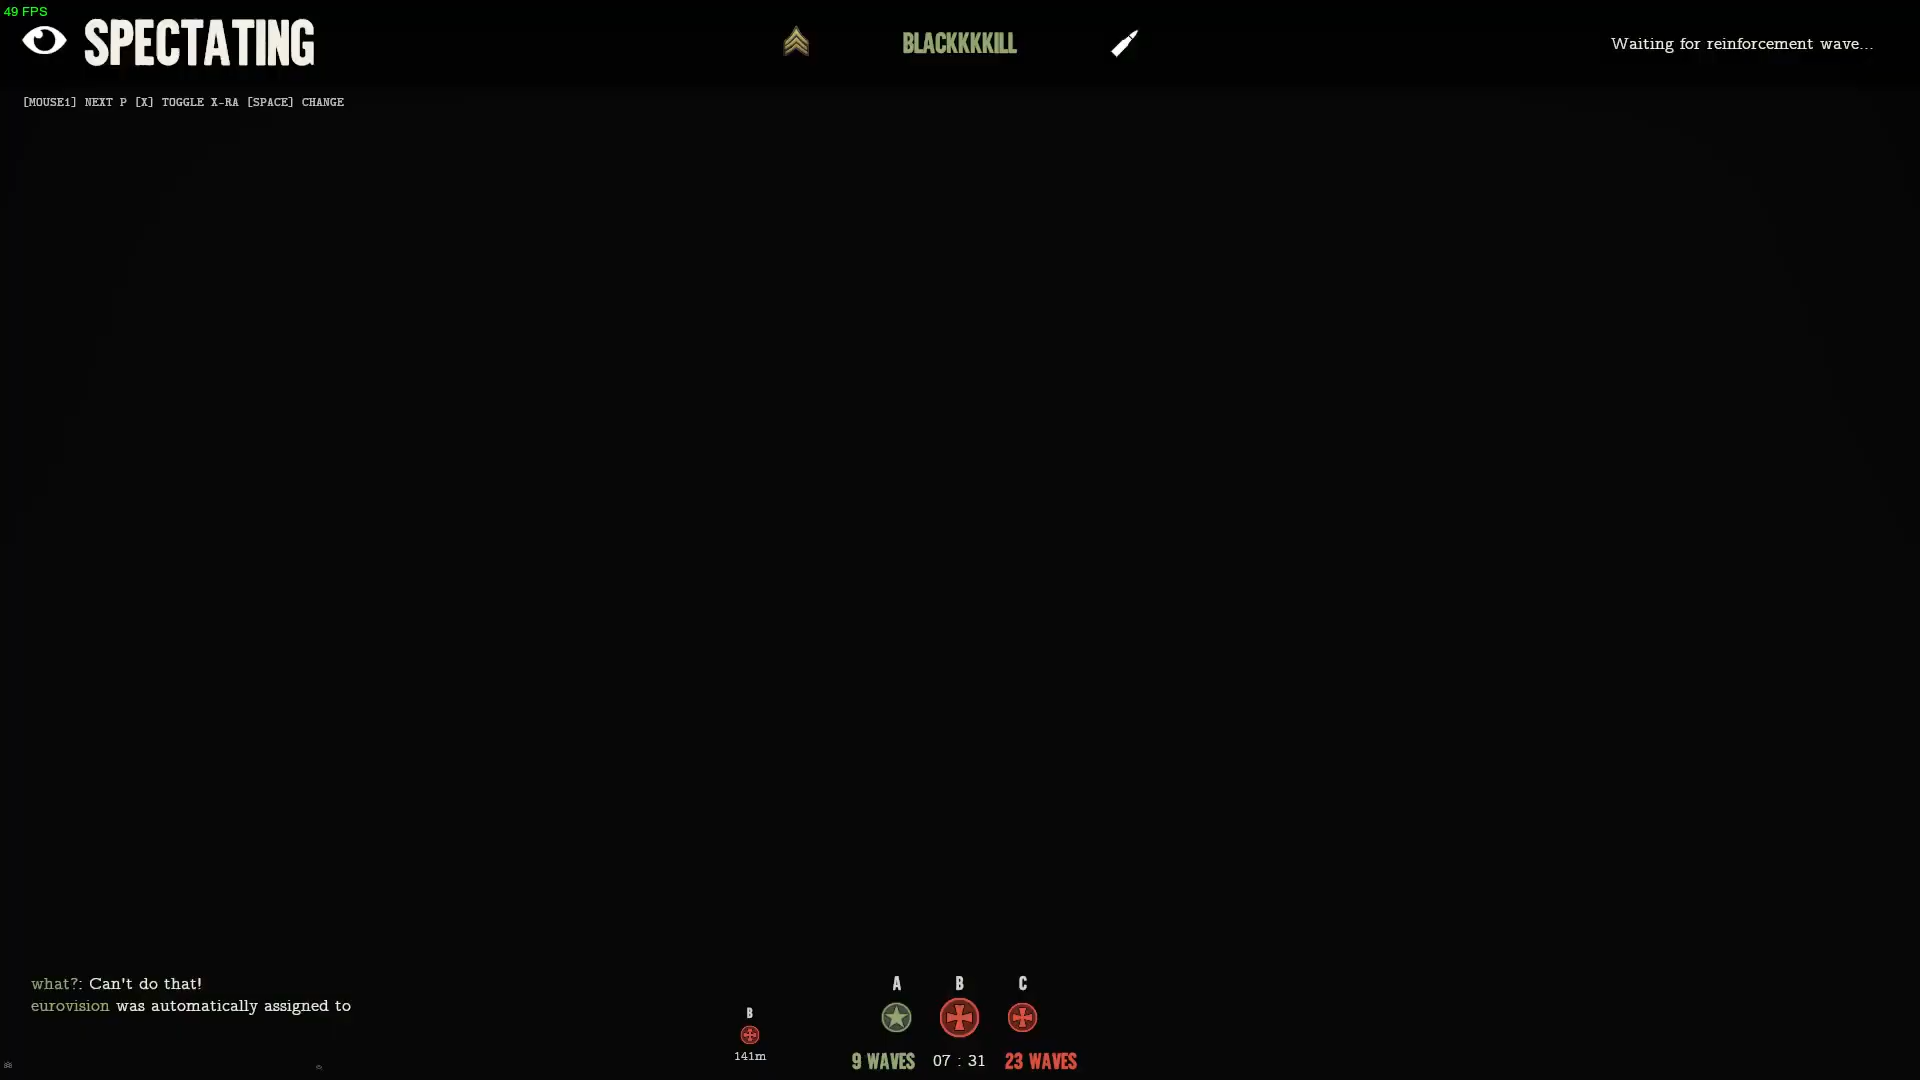 49 FPS
SPECTATING
BLACKKKKILL
Waiting for reinforcement wave...
[MOUSE1] NEXT P [X] TOGGLE X-RA [SPACE] CHANGE
what?: Can't do that!
eurovision was automatically assigned to
A B C
B
141m
9 WAVES 07 : 31 23 WAVES